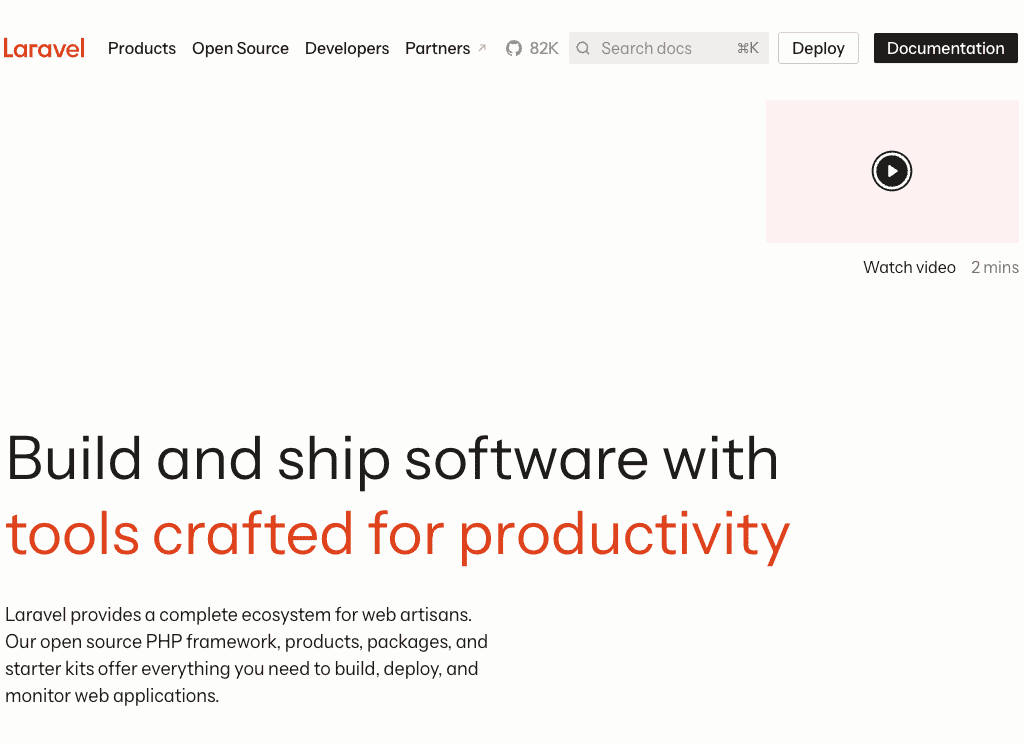 Laravel Products Open Source Developers Partners ↗ 82K Search docs ⌘K Deploy Documentation
Watch video 2 mins
Build and ship software with
tools crafted for productivity
Laravel provides a complete ecosystem for web artisans.
Our open source PHP framework, products, packages, and
starter kits offer everything you need to build, deploy, and
monitor web applications.